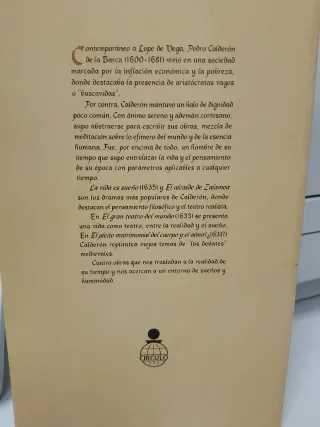 Contemporáneo a Lope de Vega, Pedro Calderón
de la Barca (1600-1681) vivió en una sociedad
marcada por la inflación económica y la pobreza,
donde destacaba la presencia de aristócratas vagos
o "buscavidas".
Por contra, Calderón mantuvo un halo de dignidad
poco común. Con ánimo sereno y además cortesano,
supo abstraerse para escribir sus obras, mezcla de
meditación sobre lo efímero del mundo y de la esencia
humana. Fue, por encima de todo, un hombre de su
tiempo que supo entrelazar la vida y el pensamiento
de su época con parámetros aplicables a cualquier
tiempo.
La vida es sueño (1635) y El alcalde de Zalamea
son los dramas más populares de Calderón, donde
destacan el pensamiento filosófico y el teatro realista.
En El gran teatro del mundo (1633) se presenta
una vida como teatro, entre la realidad y el sueño.
En El pleito matrimonial del cuerpo y el alma (¿1631?)
Calderón replantea viejos temas de "los debates"
medievales.
Cuatro obras que nos trasladan a la realidad de
su tiempo y nos acercan a un entorno de sueños y
humanidad.
CIRCULO